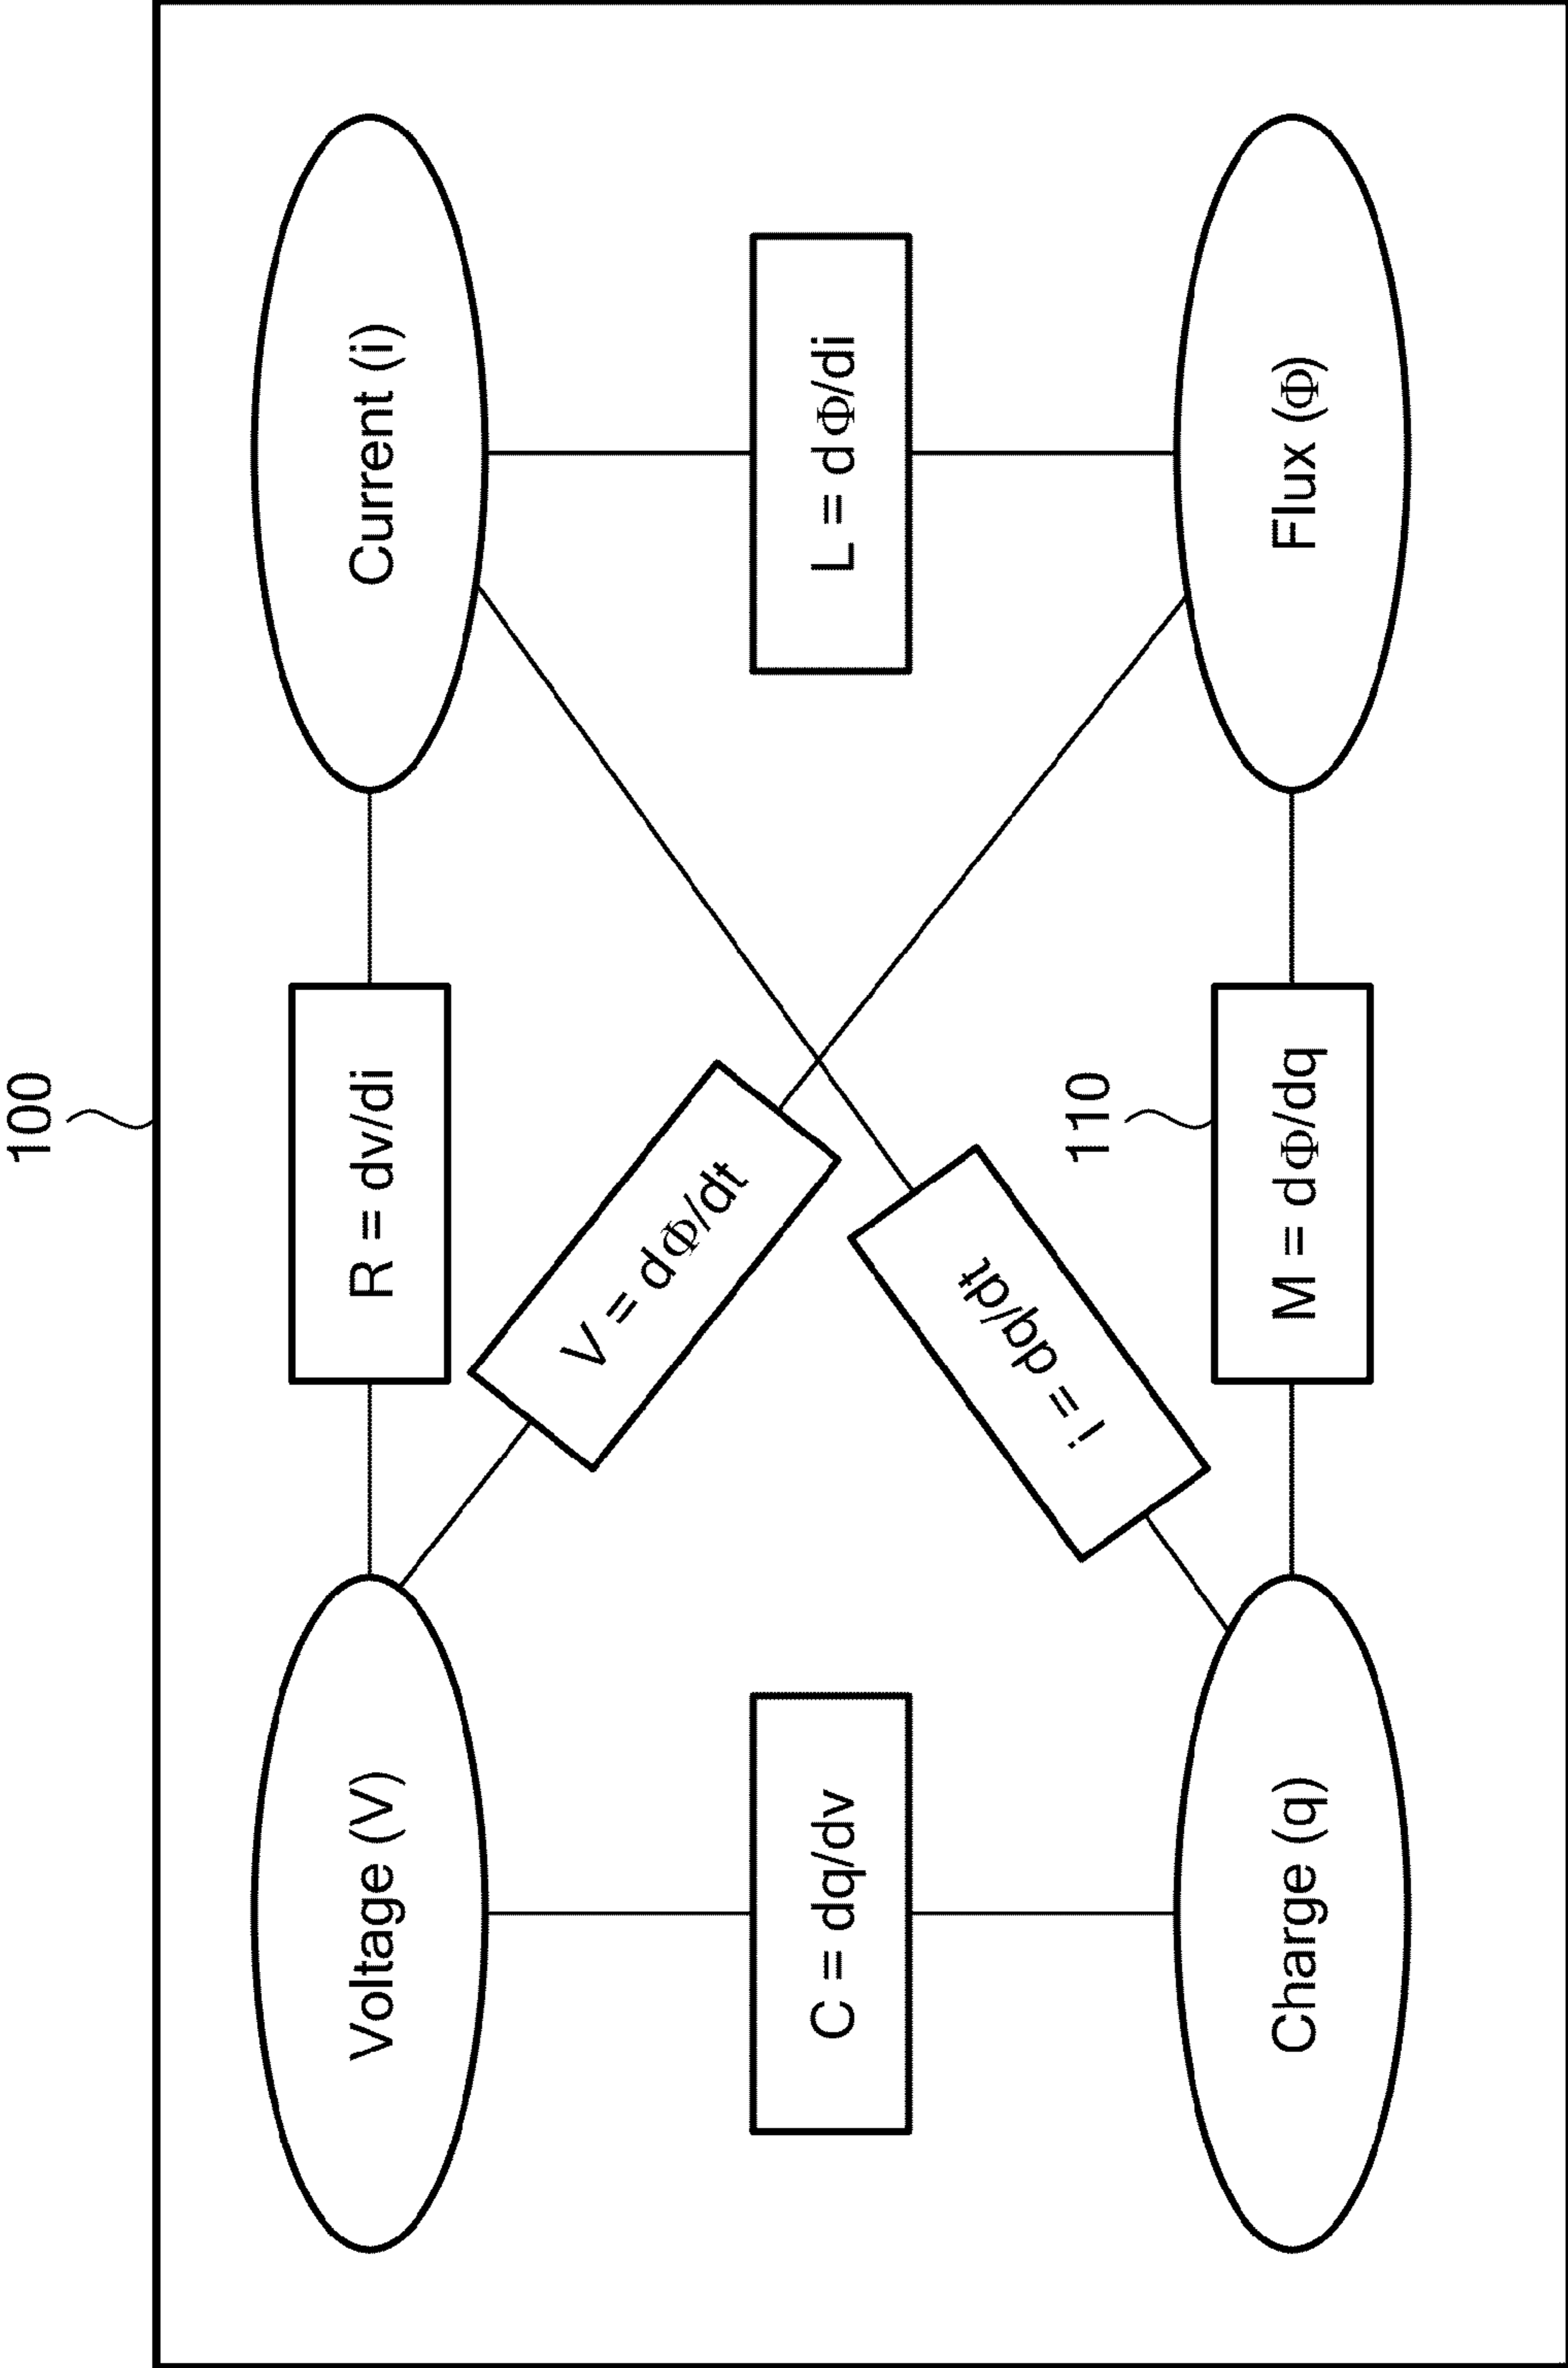 100
Voltage (V)
R = dv/di
Current (i)
V = dΦ/dt
C = dq/dv
L = dΦ/di
i = dq/dt
110
Charge (q)
M = dΦ/dq
Flux (Φ)